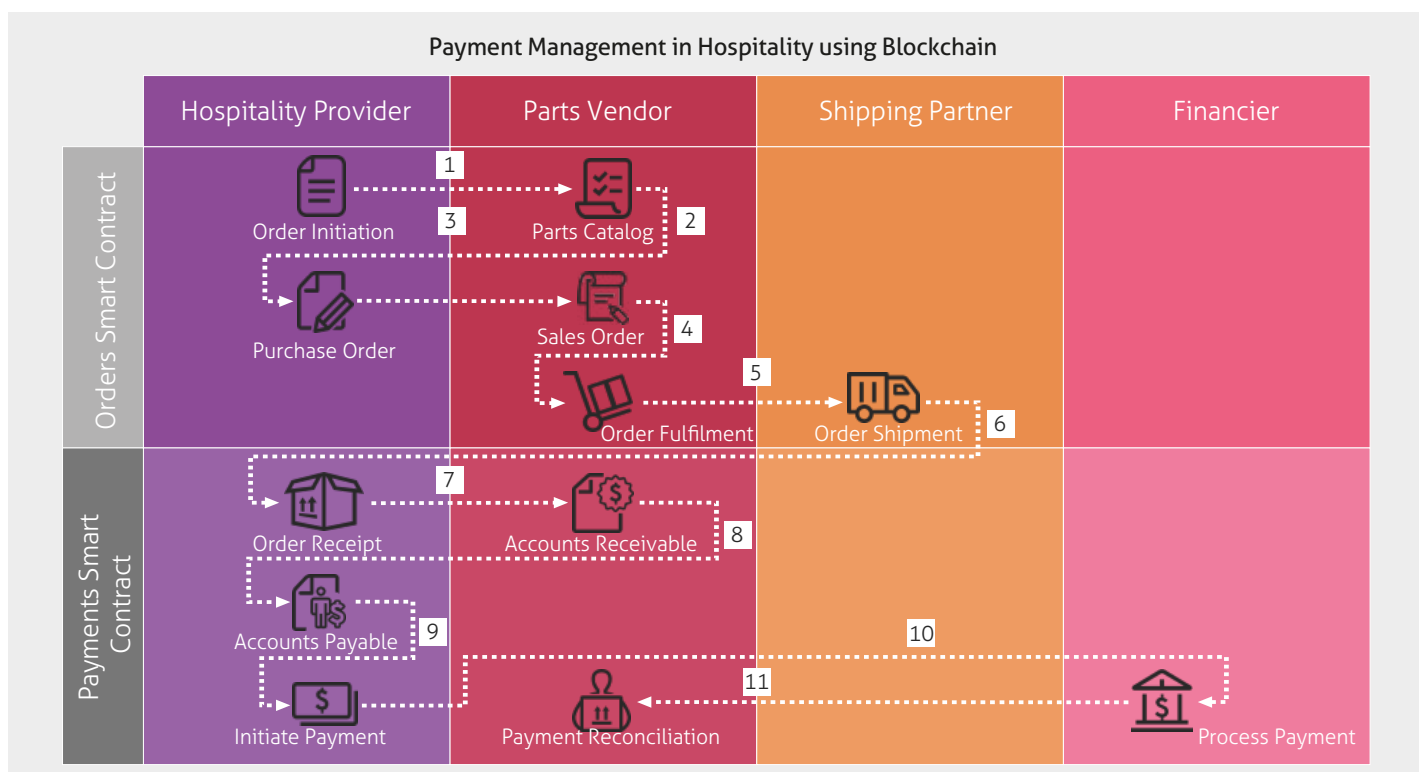 Payment Management in Hospitality using Blockchain
Hospitality Provider
Parts Vendor
Shipping Partner
Financier
Orders Smart Contract
1
Order Initiation
3
Parts Catalog
2
Purchase Order
Sales Order
4
5
Order Fulfilment
Order Shipment
6
Payments Smart
Contract
7
Order Receipt
Accounts Receivable
8
Accounts Payable
9
10
Initiate Payment
11
Payment Reconciliation
Process Payment